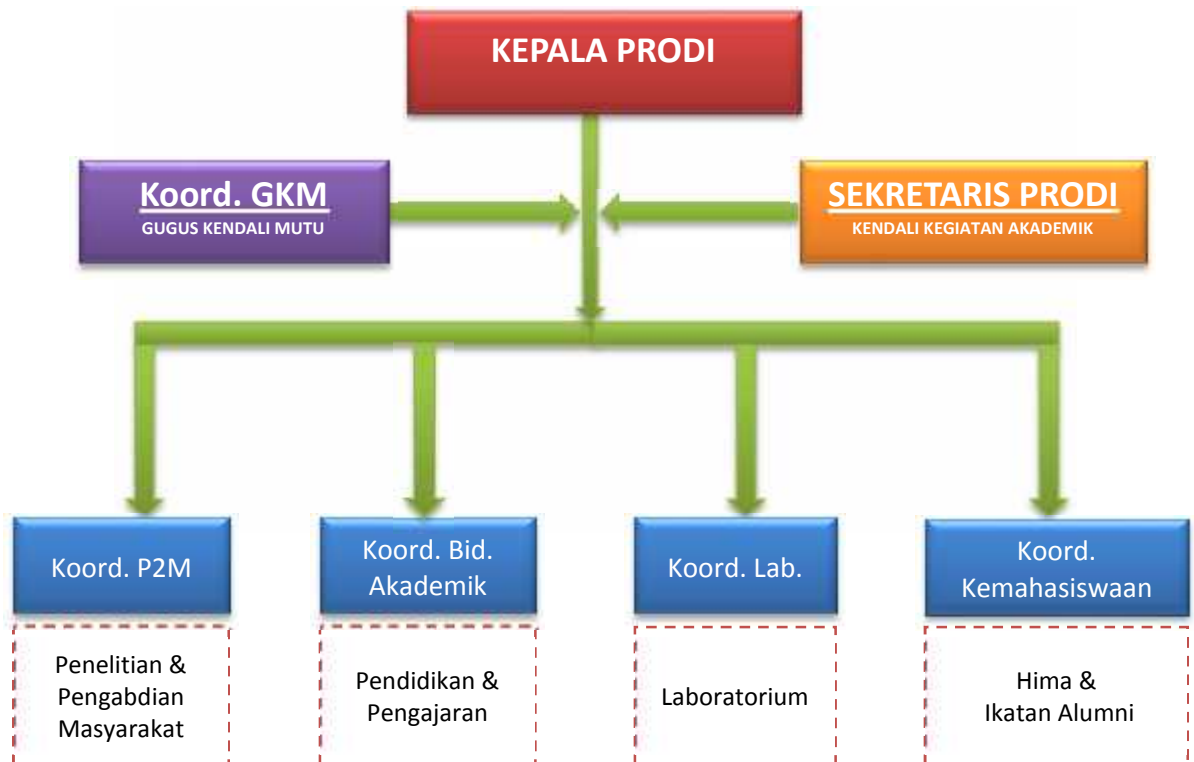 KEPALA PRODI
Koord. GKM
GUGUS KENDALI MUTU
SEKRETARIS PRODI
KENDALI KEGIATAN AKADEMIK
Koord. P2M
Koord. Bid.
Akademik
Koord. Lab.
Koord.
Kemahasiswaan
Penelitian &
Pengabdian
Masyarakat
Pendidikan &
Pengajaran
Laboratorium
Hima &
Ikatan Alumni